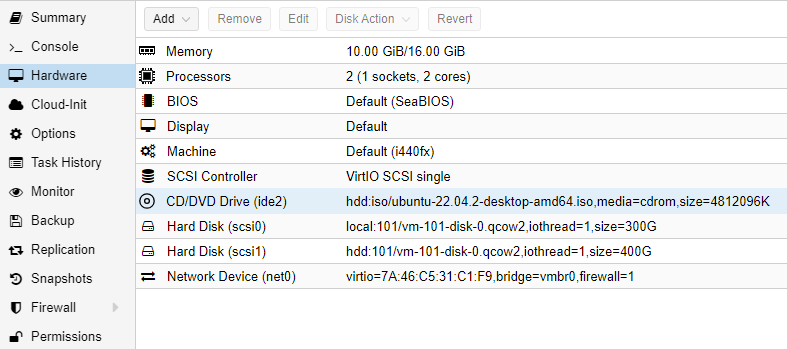 Summary
Console
Hardware
Cloud-Init
Options
Task History
Monitor
Backup
Replication
Snapshots
Firewall
Permissions
Add Remove Edit Disk Action Revert
Memory 10.00 GiB/16.00 GiB
Processors 2 (1 sockets, 2 cores)
BIOS Default (SeaBIOS)
Display Default
Machine Default (i440fx)
SCSI Controller VirtIO SCSI single
CD/DVD Drive (ide2) hdd:iso/ubuntu-22.04.2-desktop-amd64.iso,media=cdrom,size=4812096K
Hard Disk (scsi0) local:101/vm-101-disk-0.qcow2,iothread=1,size=300G
Hard Disk (scsi1) hdd:101/vm-101-disk-0.qcow2,iothread=1,size=400G
Network Device (net0) virtio=7A:46:C5:31:C1:F9,bridge=vmbr0,firewall=1